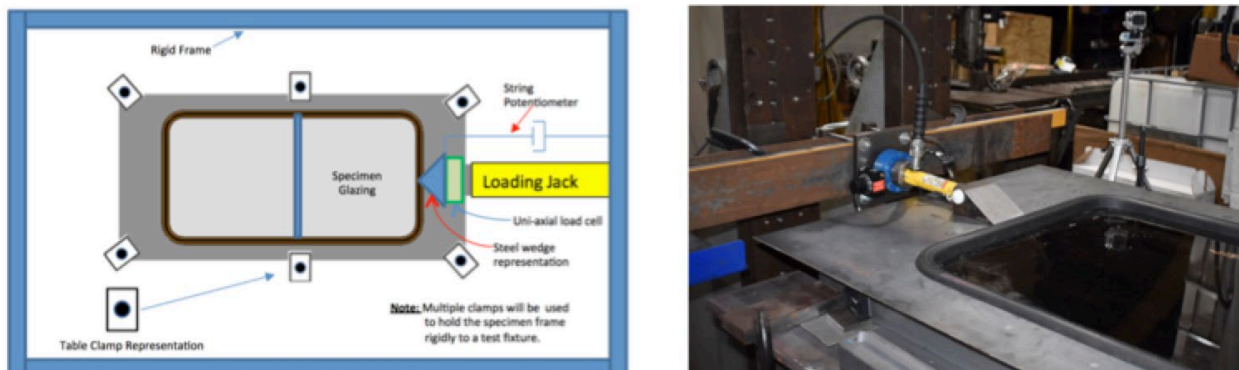 Rigid Frame
String
Potentiometer
Specimen
Glazing
Loading Jack
Uni-axial load cell
Steel wedge
representation
Note: Multiple clamps will be used
to hold the specimen frame
rigidly to a test fixture.
Table Clamp Representation